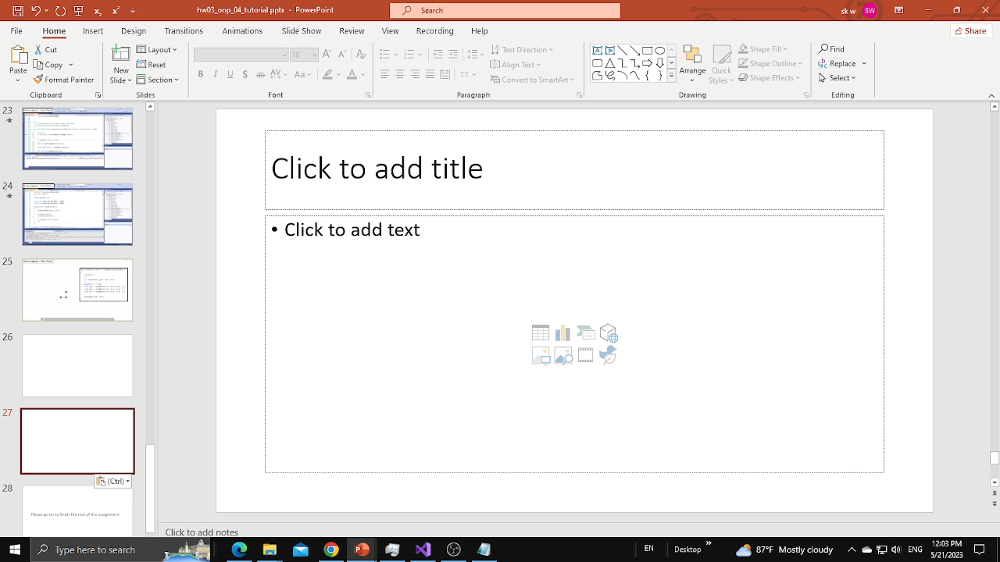 hw03_oop_04_tutorial
Search
sk w
SW
File
Home
Insert
Design
Transitions
Animations
Slide Show
Review
View
Recording
Help
Share
Paste
Cut
Copy
Format Painter
Clipboard
New
Slide
Layout
Reset
Section
Slides
18
Font
Text Direction
Align Text
Convert to SmartArt
Paragraph
Arrange
Quick
Styles
Shape Fill
Shape Outline
Shape Effects
Drawing
Find
Replace
Select
Editing
23
24
25
27
(Ctrl)
28
Please go on to finish the rest of the assignment
Click to add title
• Click to add text
Click to add notes
Type here to search
EN
Desktop
87°F Mostly cloudy
ENG
12:03 PM
5/21/2023